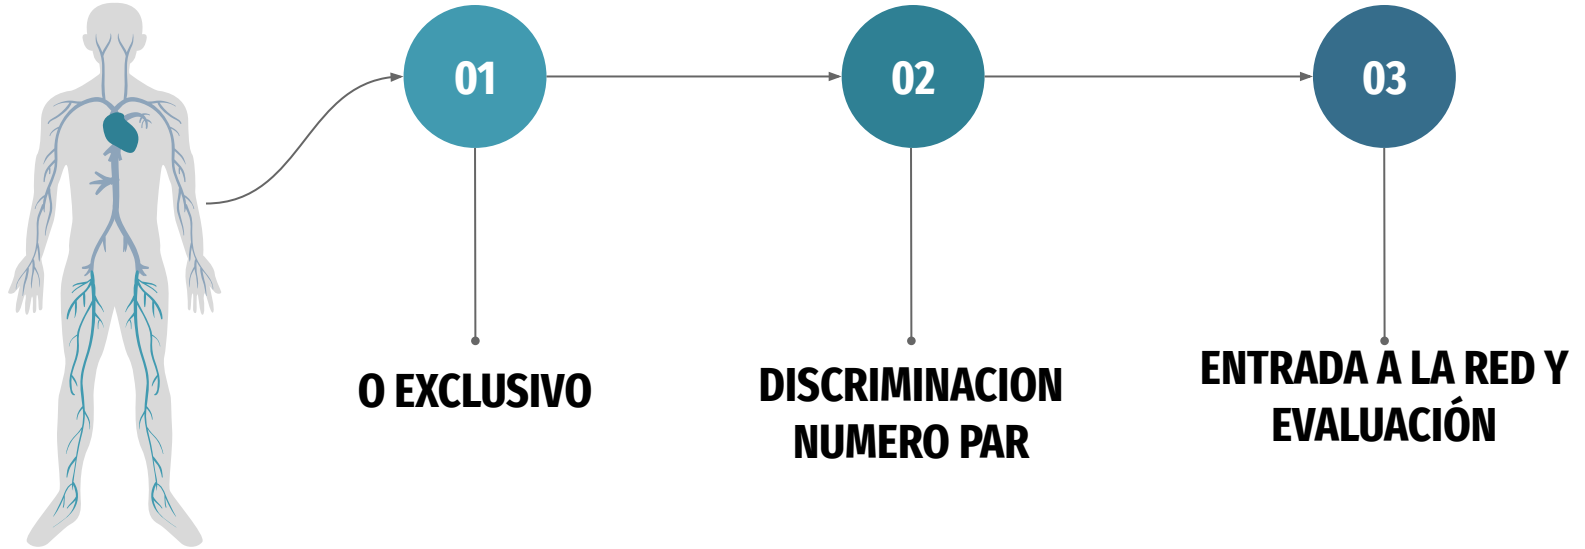 01
02
03
O EXCLUSIVO
DISCRIMINACION
NUMERO PAR
ENTRADA A LA RED Y
EVALUACIÓN